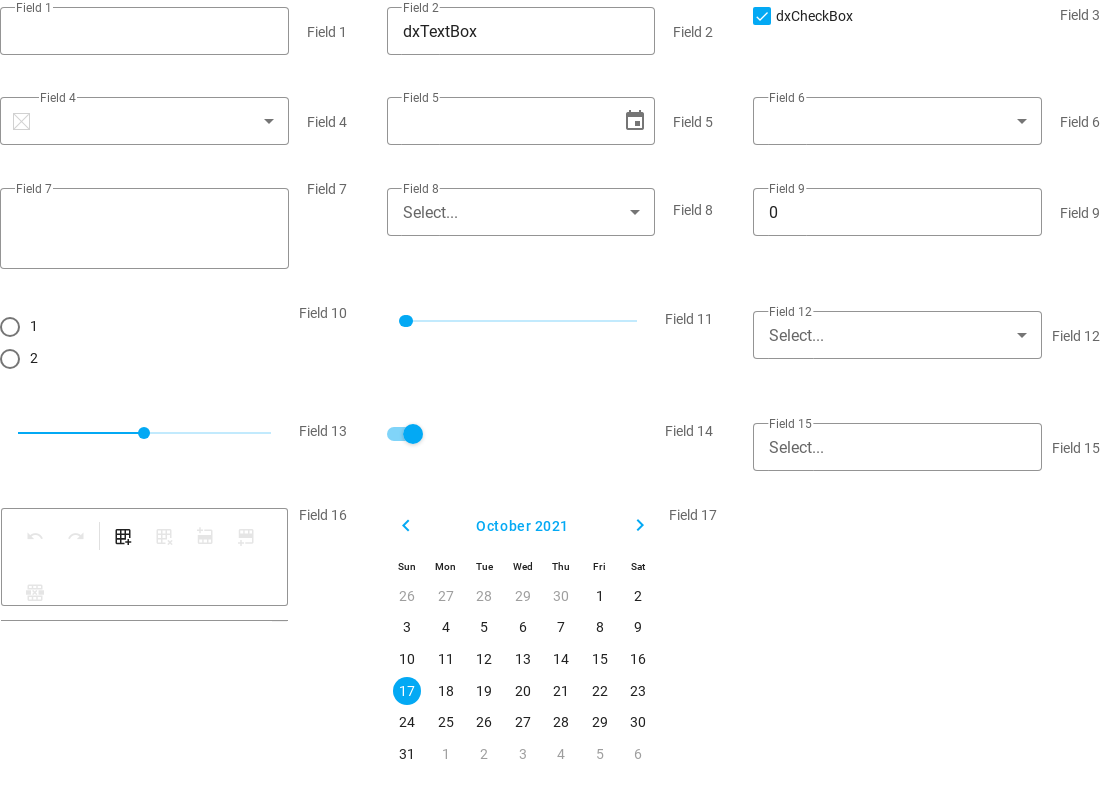 Field 1
Field 1
Field 2
dxTextBox
Field 2
dxCheckBox
Field 3
Field 4
Field 4
Field 5
Field 5
Field 6
Field 6
Field 7
Field 7
Field 8
Select...
Field 8
Field 9
0
Field 9
1
2
Field 10
Field 11
Field 12
Select...
Field 12
Field 13
Field 14
Field 15
Select...
Field 15
Field 16
October 2021
Field 17
Sun Mon Tue Wed Thu Fri Sat
26 27 28 29 30 1 2
3 4 5 6 7 8 9
10 11 12 13 14 15 16
17 18 19 20 21 22 23
24 25 26 27 28 29 30
31 1 2 3 4 5 6